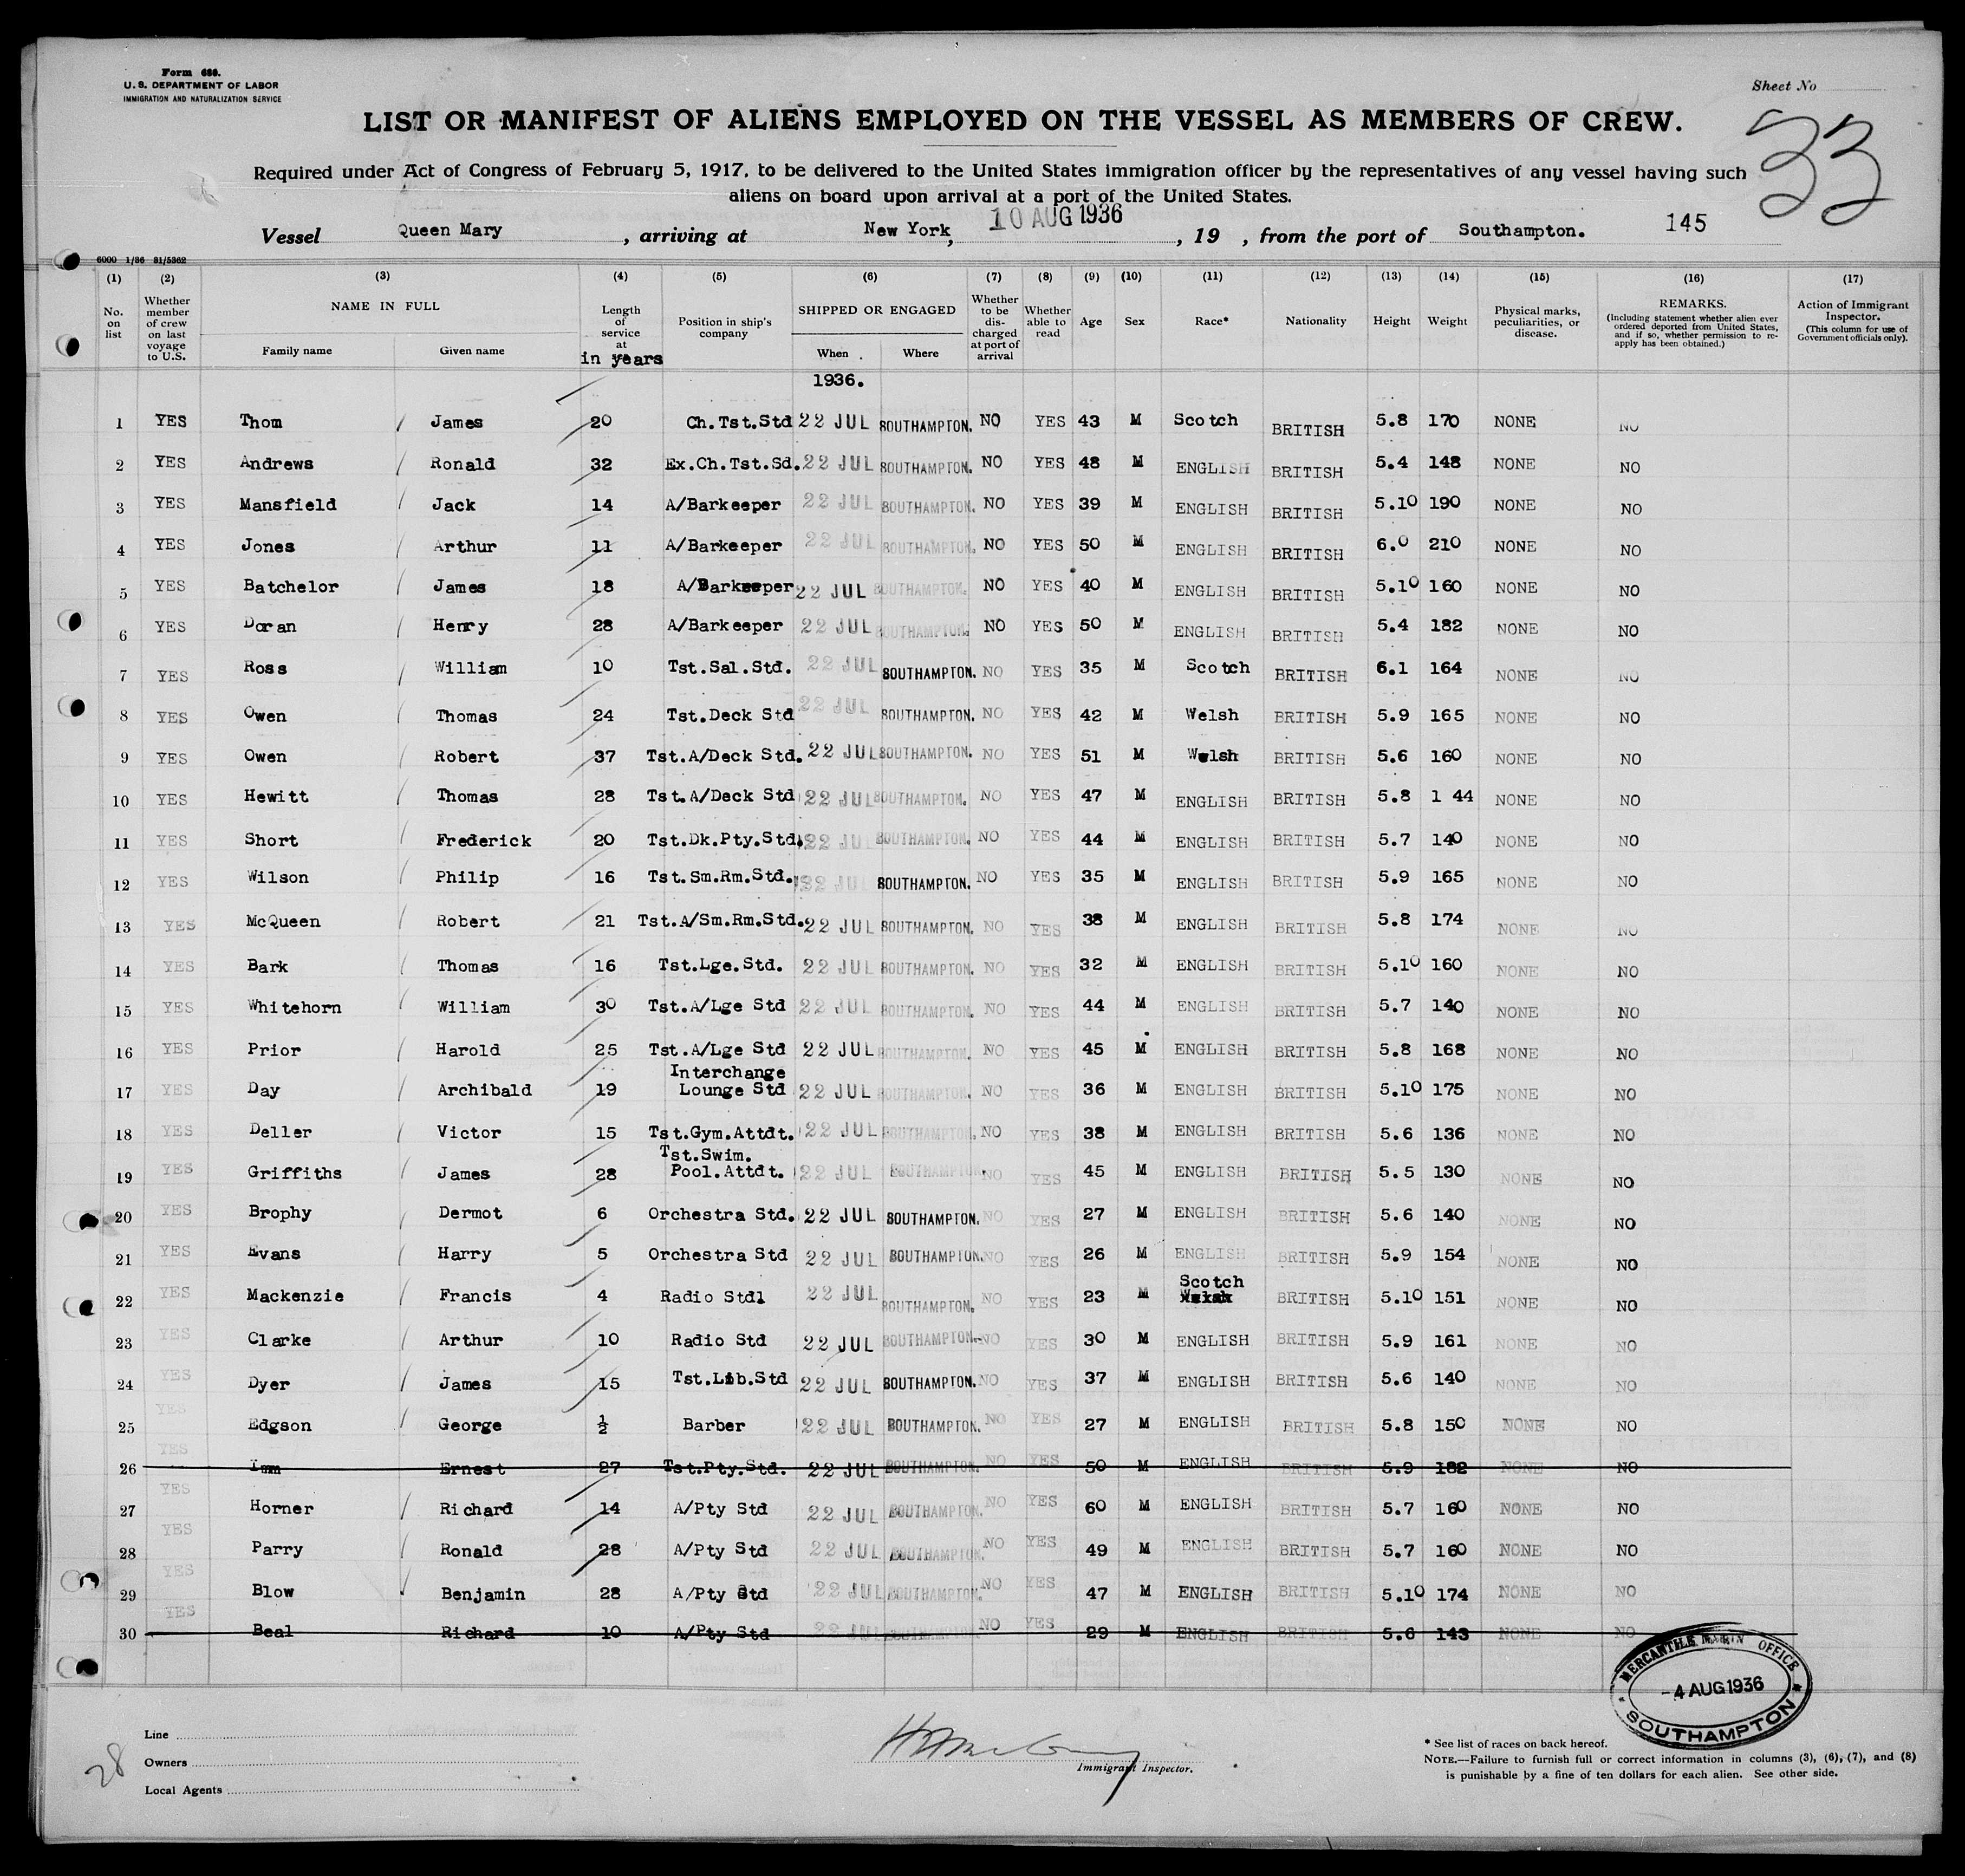 Form 688.
U. S. DEPARTMENT OF LABOR
IMMIGRATION AND NATURALIZATION SERVICE
Sheet No
33
LIST OR MANIFEST OF ALIENS EMPLOYED ON THE VESSEL AS MEMBERS OF CREW.
Required under Act of Congress of February 5, 1917, to be delivered to the United States immigration officer by the representatives of any vessel having such
aliens on board upon arrival at a port of the United States.
Vessel Queen Mary, arriving at New York, 10 AUG 1936, 19 , from the port of Southampton. 145
6000 1/36 31/5362
(1) (2) (3) (4) (5) (6) (7) (8) (9) (10) (11) (12) (13) (14) (15) (16) (17)
No. on list
Whether member of crew on last voyage to U.S.
NAME IN FULL
Family name
Given name
Length of service at
in years
Position in ship's company
SHIPPED OR ENGAGED
When
Where
Whether to be discharged at port of arrival
Whether able to read
Age
Sex
Race*
Nationality
Height
Weight
Physical marks, peculiarities, or disease.
REMARKS.
(Including statement whether alien ever ordered deported from United States, and if so, whether permission to re-apply has been obtained.)
Action of Immigrant Inspector.
(This column for use of Government officials only).
1936.
1 YES Thom James 20 Ch.Tst.Std 22 JUL SOUTHAMPTON. NO YES 43 M Scotch BRITISH 5.8 170 NONE NO
2 YES Andrews Ronald 32 Ex.Ch.Tst.Sd. 22 JUL SOUTHAMPTON. NO YES 48 M ENGLISH BRITISH 5.4 148 NONE NO
3 YES Mansfield Jack 14 A/Barkeeper 22 JUL SOUTHAMPTON. NO YES 39 M ENGLISH BRITISH 5.10 190 NONE NO
4 YES Jones Arthur 11 A/Barkeeper 22 JUL SOUTHAMPTON. NO YES 50 M ENGLISH BRITISH 6.0 210 NONE NO
5 YES Batchelor James 18 A/Barkeeper 22 JUL SOUTHAMPTON. NO YES 40 M ENGLISH BRITISH 5.10 160 NONE NO
6 YES Doran Henry 28 A/Barkeeper 22 JUL SOUTHAMPTON. NO YES 50 M ENGLISH BRITISH 5.4 182 NONE NO
7 YES Ross William 10 Tst.Sal.Std. 22 JUL SOUTHAMPTON. NO YES 35 M Scotch BRITISH 6.1 164 NONE NO
8 YES Owen Thomas 24 Tst.Deck Std 22 JUL SOUTHAMPTON. NO YES 42 M Welsh BRITISH 5.9 165 NONE NO
9 YES Owen Robert 37 Tst.A/Deck Std. 22 JUL SOUTHAMPTON. NO YES 51 M Welsh BRITISH 5.6 160 NONE NO
10 YES Hewitt Thomas 28 Tst.A/Deck Std 22 JUL SOUTHAMPTON. NO YES 47 M ENGLISH BRITISH 5.8 1 44 NONE NO
11 YES Short Frederick 20 Tst.Dk.Pty.Std. 22 JUL SOUTHAMPTON. NO YES 44 M ENGLISH BRITISH 5.7 140 NONE NO
12 YES Wilson Philip 16 Tst.Sm.Rm.Std. 22 JUL SOUTHAMPTON. NO YES 35 M ENGLISH BRITISH 5.9 165 NONE NO
13 YES McQueen Robert 21 Tst.A/Sm.Rm.Std. 22 JUL SOUTHAMPTON. NO YES 38 M ENGLISH BRITISH 5.8 174 NONE NO
14 YES Bark Thomas 16 Tst.Lge.Std. 22 JUL SOUTHAMPTON. NO YES 32 M ENGLISH BRITISH 5.10 160 NONE NO
15 YES Whitehorn William 30 Tst.A/Lge Std 22 JUL SOUTHAMPTON. NO YES 44 M ENGLISH BRITISH 5.7 140 NONE NO
16 YES Prior Harold 25 Tst.A/Lge Std 22 JUL SOUTHAMPTON. NO YES 45 M ENGLISH BRITISH 5.8 168 NONE NO
17 YES Day Archibald 19 Interchange Lounge Std 22 JUL SOUTHAMPTON. NO YES 36 M ENGLISH BRITISH 5.10 175 NONE NO
18 YES Deller Victor 15 Tst.Gym.Attdt. 22 JUL SOUTHAMPTON. NO YES 38 M ENGLISH BRITISH 5.6 136 NONE NO
19 YES Griffiths James 28 Tst.Swim. Pool.Attdt. 22 JUL SOUTHAMPTON. NO YES 45 M ENGLISH BRITISH 5.5 130 NONE NO
20 YES Brophy Dermot 6 Orchestra Std. 22 JUL SOUTHAMPTON. NO YES 27 M ENGLISH BRITISH 5.6 140 NONE NO
21 YES Evans Harry 5 Orchestra Std 22 JUL SOUTHAMPTON. NO YES 26 M ENGLISH BRITISH 5.9 154 NONE NO
22 YES Mackenzie Francis 4 Radio Stdl 22 JUL SOUTHAMPTON. NO YES 23 M Scotch BRITISH 5.10 151 NONE NO
23 YES Clarke Arthur 10 Radio Std 22 JUL SOUTHAMPTON. NO YES 30 M ENGLISH BRITISH 5.9 161 NONE NO
24 YES Dyer James 15 Tst.Lib.Std 22 JUL SOUTHAMPTON. NO YES 37 M ENGLISH BRITISH 5.6 140 NONE NO
25 YES Edgson George ½ Barber 22 JUL SOUTHAMPTON. NO YES 27 M ENGLISH BRITISH 5.8 150 NONE NO
26 YES Imm Ernest 27 Tst.Pty.Std. 22 JUL SOUTHAMPTON. NO YES 50 M ENGLISH BRITISH 5.9 182 NONE NO
27 YES Horner Richard 14 A/Pty Std 22 JUL SOUTHAMPTON. NO YES 60 M ENGLISH BRITISH 5.7 160 NONE NO
28 YES Parry Ronald 28 A/Pty Std 22 JUL SOUTHAMPTON. NO YES 49 M ENGLISH BRITISH 5.7 160 NONE NO
29 YES Blow Benjamin 28 A/Pty Std 22 JUL SOUTHAMPTON. NO YES 47 M ENGLISH BRITISH 5.10 174 NONE NO
30 YES Beal Richard 10 A/Pty Std 22 JUL SOUTHAMPTON. NO YES 29 M ENGLISH BRITISH 5.6 143 NONE NO
MERCANTILE MARIN OFFICE
-4 AUG 1936
SOUTHAMPTON
Line
Owners
Local Agents
28
Immigrant Inspector.
* See list of races on back hereof.
NOTE.—Failure to furnish full or correct information in columns (3), (6), (7), and (8)
is punishable by a fine of ten dollars for each alien. See other side.